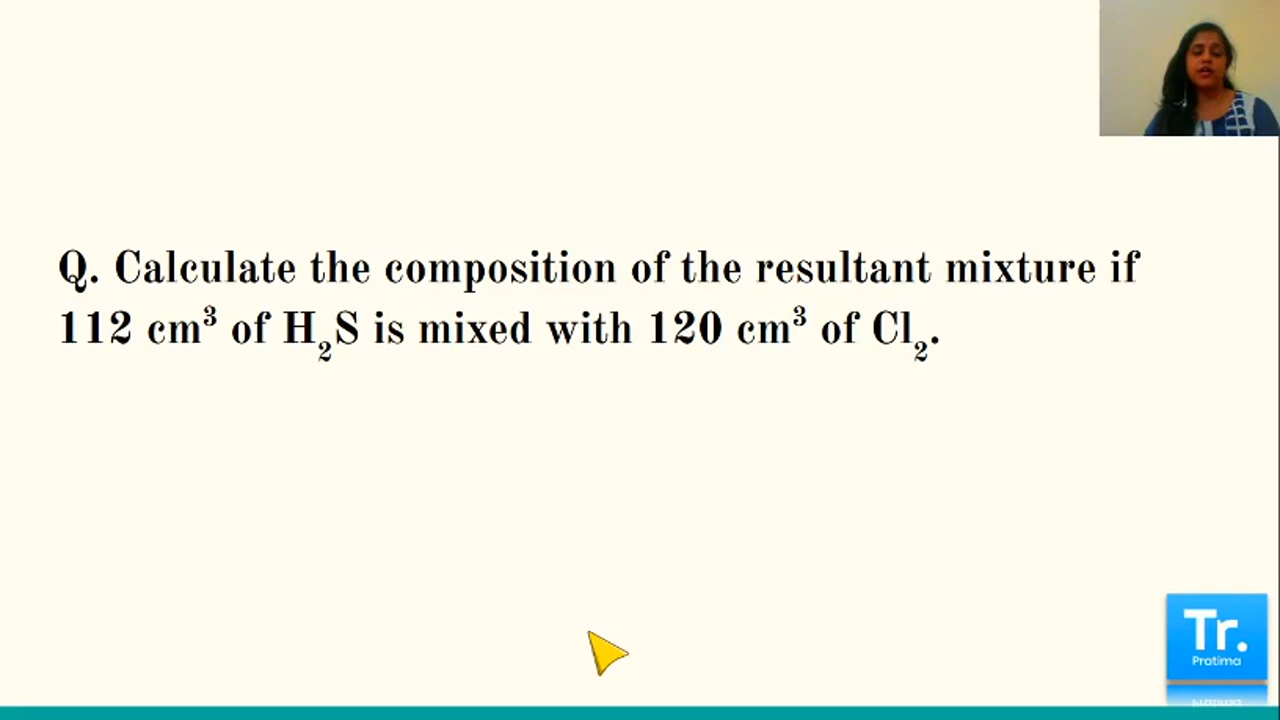 Q. Calculate the composition of the resultant mixture if
112 cm³ of H₂S is mixed with 120 cm³ of Cl₂.
Tr.
Pratima